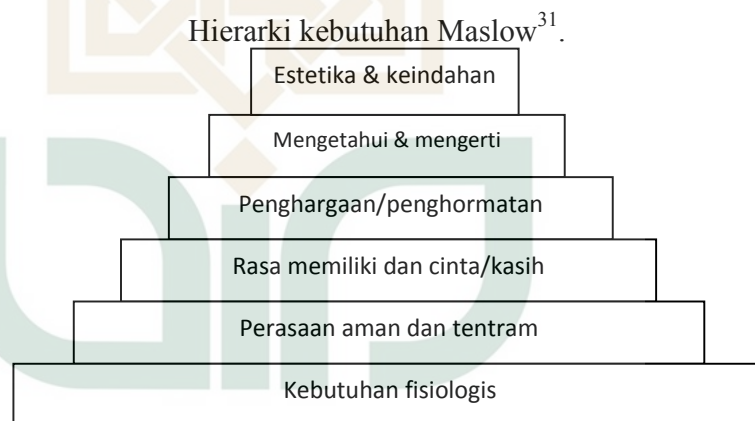 Hierarki kebutuhan Maslow³¹.
Estetika & keindahan
Mengetahui & mengerti
Penghargaan/penghormatan
Rasa memiliki dan cinta/kasih
Perasaan aman dan tentram
Kebutuhan fisiologis